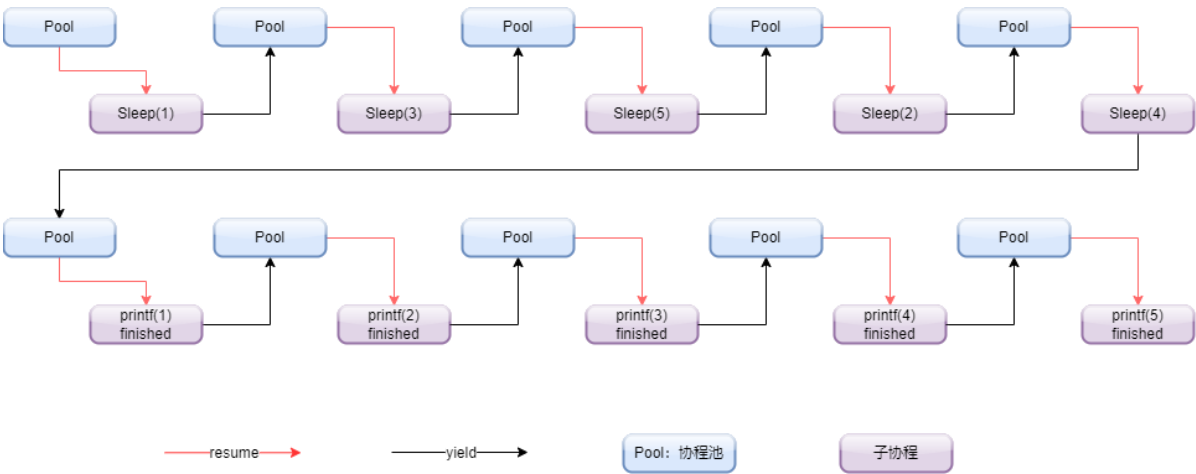 Pool
Pool
Pool
Pool
Pool
Sleep(1)
Sleep(3)
Sleep(5)
Sleep(2)
Sleep(4)
Pool
Pool
Pool
Pool
Pool
printf(1)
finished
printf(2)
finished
printf(3)
finished
printf(4)
finished
printf(5)
finished
resume
yield
Pool：协程池
子协程